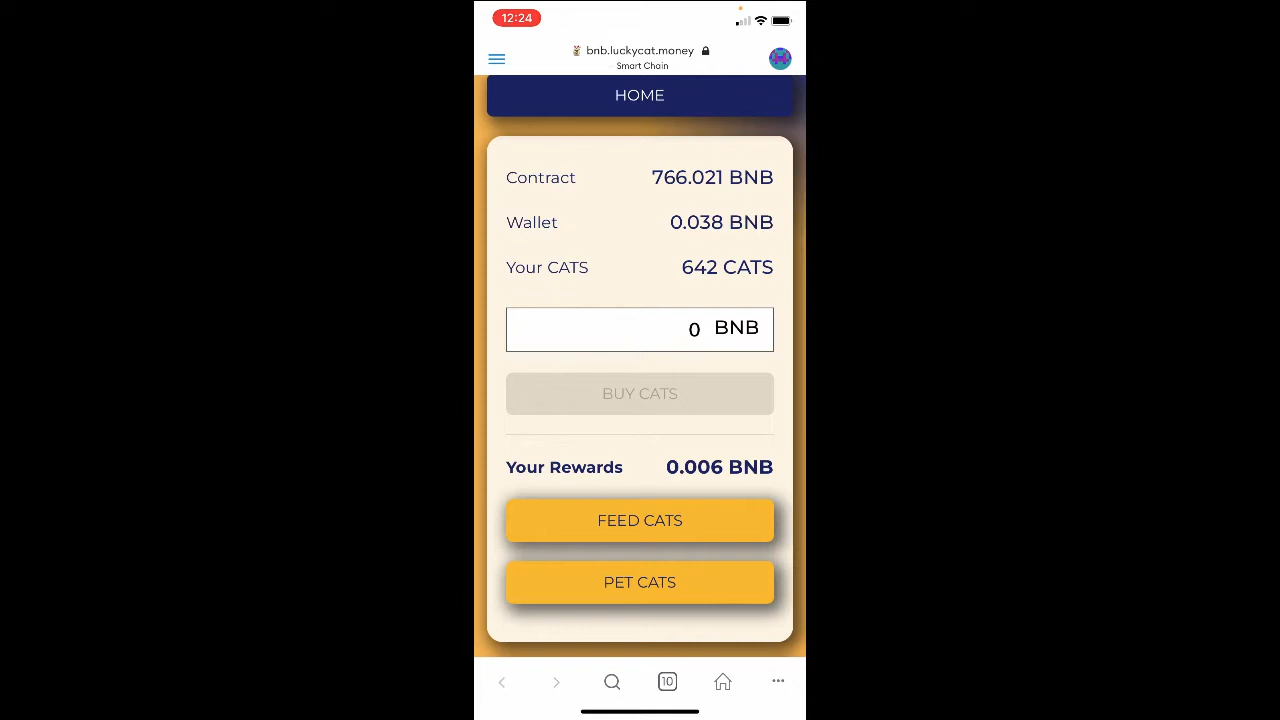 12:24
bnb.luckycat.money
Smart Chain
HOME
Contract 766.021 BNB
Wallet 0.038 BNB
Your CATS 642 CATS
0 BNB
BUY CATS
Your Rewards 0.006 BNB
FEED CATS
PET CATS
10